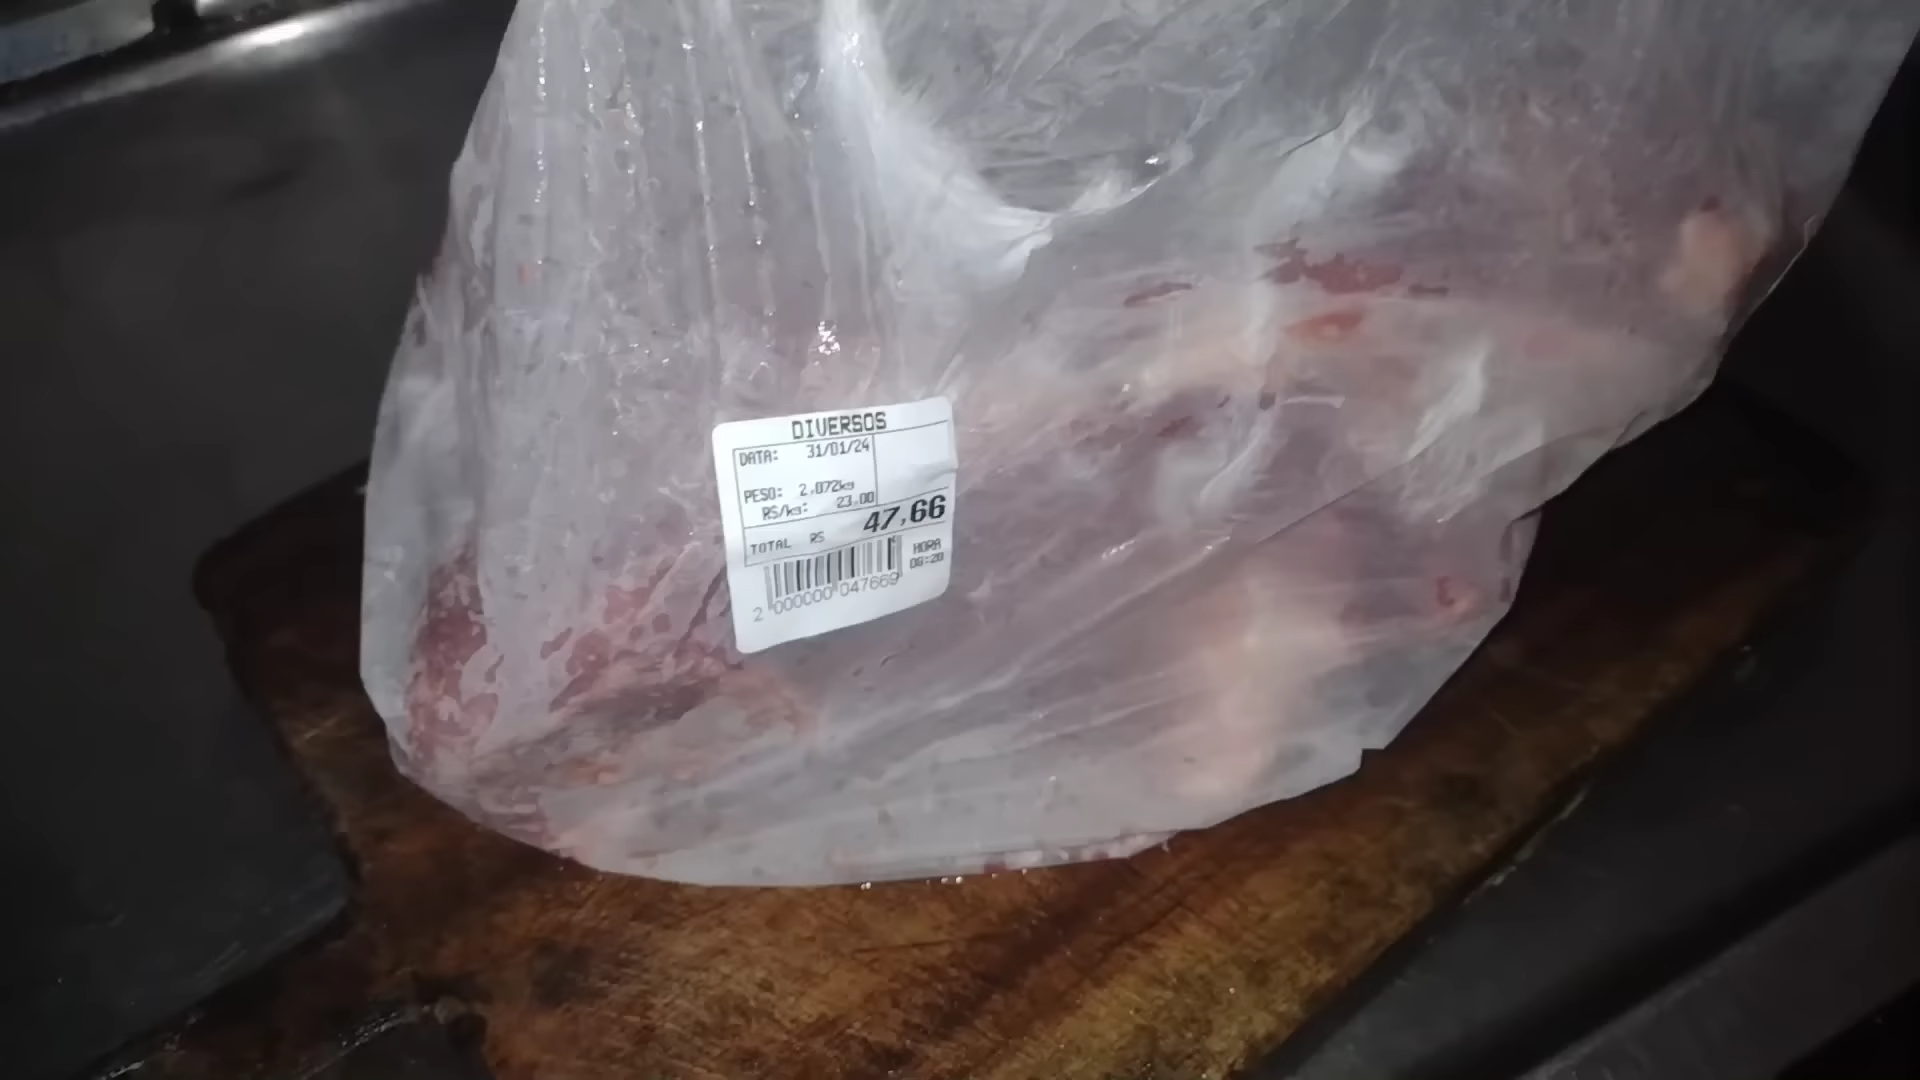 DIVERSOS
DATA: 31/01/24
PESO: 2,072kg
R$/kg: 23,00
TOTAL R$ 47,66
HORA
08:20
2 000000 047669